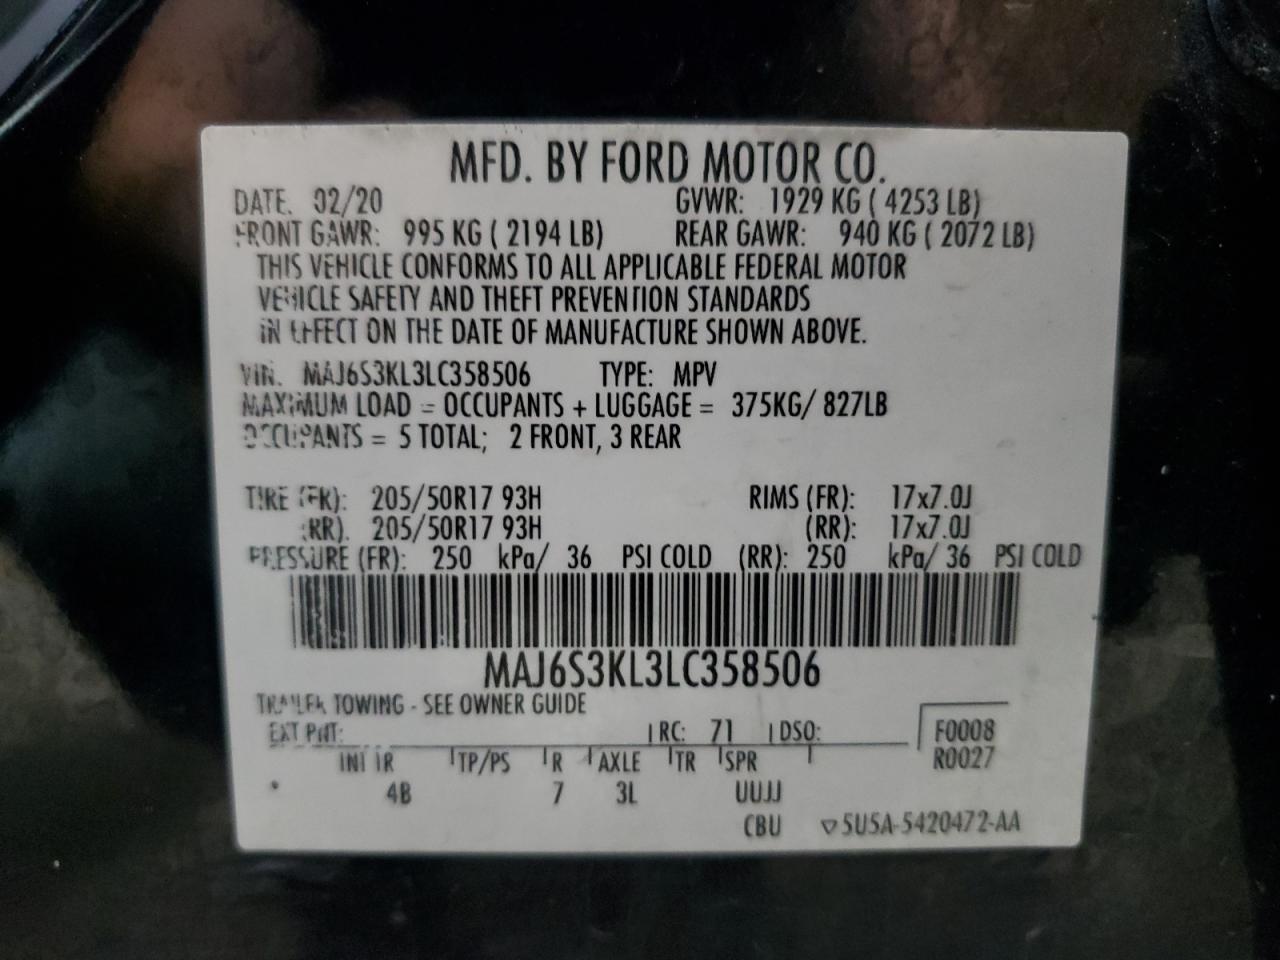 MFD. BY FORD MOTOR CO.
DATE. 02/20 GVWR: 1929 KG ( 4253 LB)
FRONT GAWR: 995 KG ( 2194 LB) REAR GAWR: 940 KG ( 2072 LB)
THIS VEHICLE CONFORMS TO ALL APPLICABLE FEDERAL MOTOR
VEHICLE SAFETY AND THEFT PREVENTION STANDARDS
IN EFFECT ON THE DATE OF MANUFACTURE SHOWN ABOVE.
VIN. MAJ6S3KL3LC358506 TYPE: MPV
MAXIMUM LOAD = OCCUPANTS + LUGGAGE = 375KG/ 827LB
OCCUPANTS = 5 TOTAL; 2 FRONT, 3 REAR
TIRE (FR): 205/50R17 93H RIMS (FR): 17x7.0J
(RR). 205/50R17 93H (RR): 17x7.0J
PRESSURE (FR): 250 kPa/ 36 PSI COLD (RR): 250 kPa/ 36 PSI COLD
MAJ6S3KL3LC358506
TRAILER TOWING - SEE OWNER GUIDE
EXT PNT: RC: 71 DSO: F0008
INT TR TP/PS R AXLE TR SPR R0027
4B 7 3L UUJJ
CBU ▽5U5A-5420472-AA